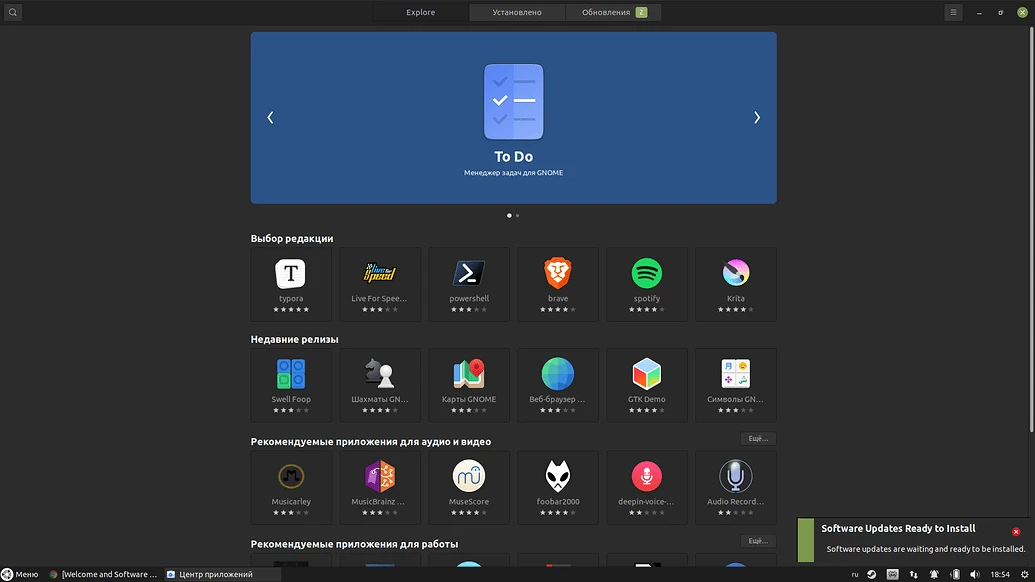 Explore
Установлено
Обновления 2
To Do
Менеджер задач для GNOME
Выбор редакции
typora
Live For Spee...
powershell
brave
spotify
Krita
Недавние релизы
Swell Foop
Шахматы GN...
Карты GNOME
Веб-браузер ...
GTK Demo
Символы GN...
Рекомендуемые приложения для аудио и видео
Ещё...
Musicarley
MusicBrainz ...
MuseScore
foobar2000
deepin-voice-...
Audio Record...
Рекомендуемые приложения для работы
Ещё...
Software Updates Ready to Install
Software updates are waiting and ready to be installed.
Меню
[Welcome and Software ...
Центр приложений
ru
18:54